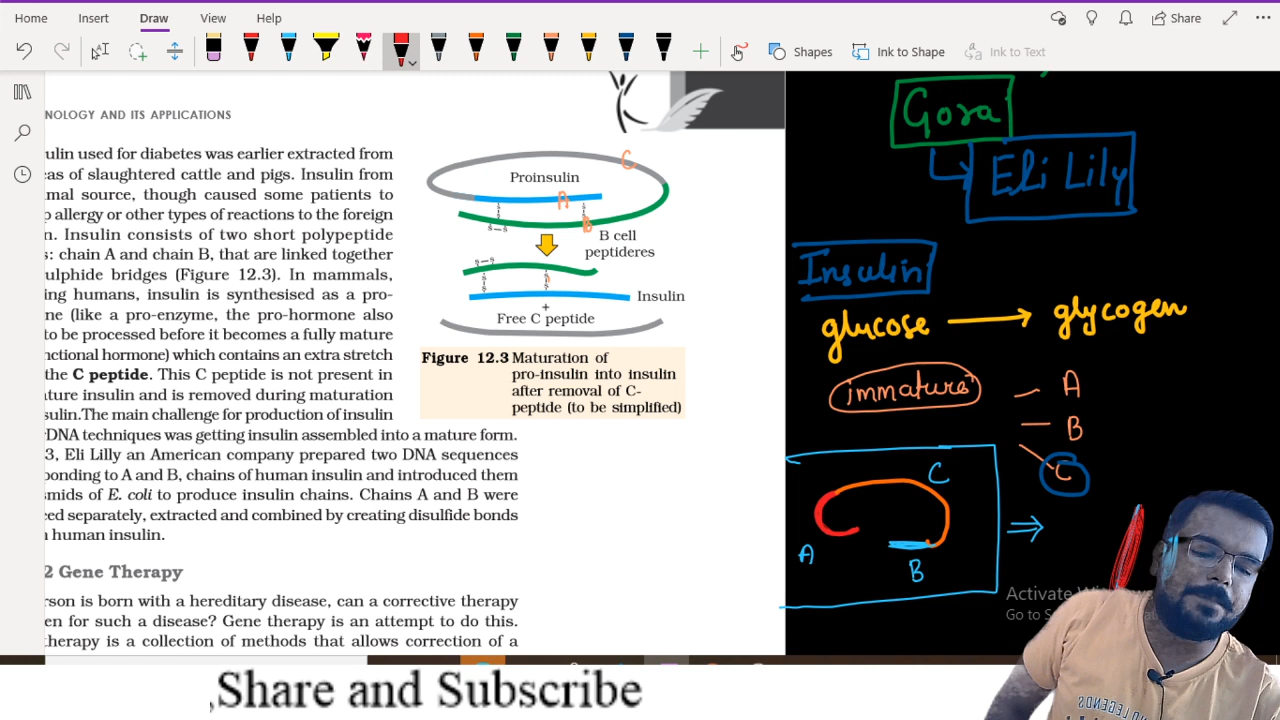 Home Insert Draw View Help Share
Shapes Ink to Shape Ink to Text
NOLOGY AND ITS APPLICATIONS
ulin used for diabetes was earlier extracted from
eas of slaughtered cattle and pigs. Insulin from
mal source, though caused some patients to
p allergy or other types of reactions to the foreign
n. Insulin consists of two short polypeptide
s: chain A and chain B, that are linked together
ulphide bridges (Figure 12.3). In mammals,
ing humans, insulin is synthesised as a pro-
ne (like a pro-enzyme, the pro-hormone also
to be processed before it becomes a fully mature
nctional hormone) which contains an extra stretch
the C peptide. This C peptide is not present in
ature insulin and is removed during maturation
sulin.The main challenge for production of insulin
rDNA techniques was getting insulin assembled into a mature form.
3, Eli Lilly an American company prepared two DNA sequences
ponding to A and B, chains of human insulin and introduced them
smids of E. coli to produce insulin chains. Chains A and B were
ced separately, extracted and combined by creating disulfide bonds
n human insulin.
2 Gene Therapy
rson is born with a hereditary disease, can a corrective therapy
en for such a disease? Gene therapy is an attempt to do this.
therapy is a collection of methods that allows correction of a
C
Proinsulin
A
B
s-s
B cell
peptideres
s-s
Insulin
+
Free C peptide
Figure 12.3 Maturation of
pro-insulin into insulin
after removal of C-
peptide (to be simplified)
Gora
Eli Lily
Insulin
glucose → glycogen
immature
A
B
C
C
A
B
Activate
Go to S
Share and Subscribe